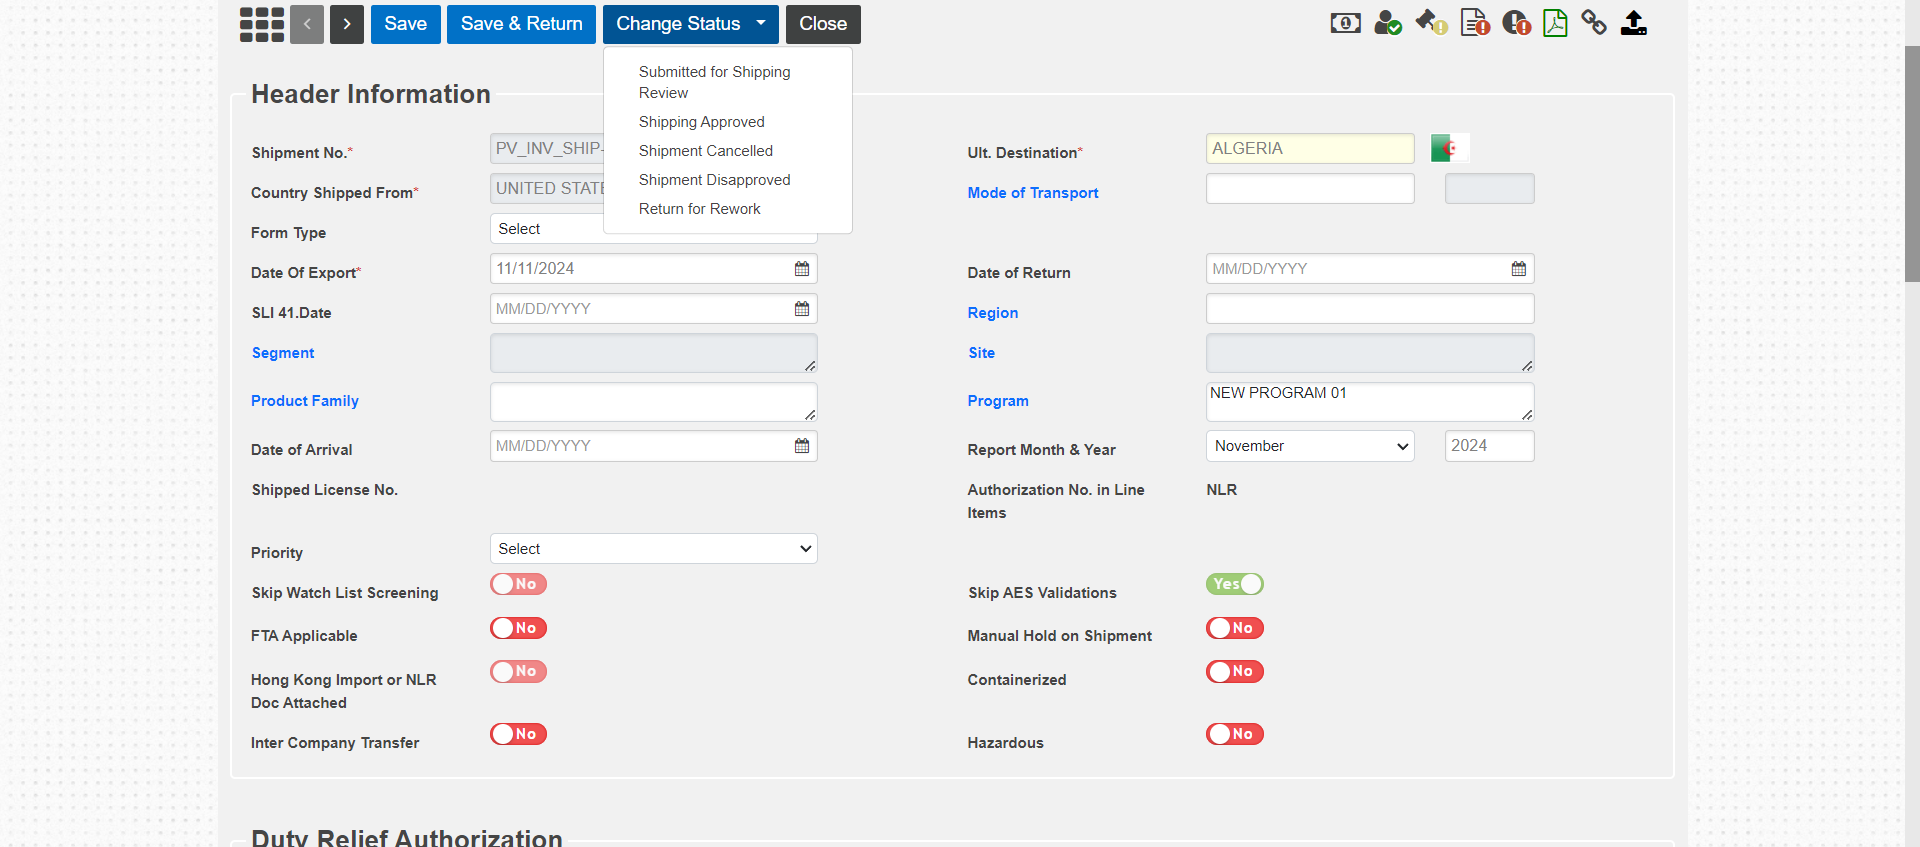 Save
Save & Return
Change Status
Close
Submitted for Shipping
Review
Shipping Approved
Shipment Cancelled
Shipment Disapproved
Return for Rework
Header Information
Shipment No.*
PV_INV_SHIP-
Ult. Destination*
ALGERIA
Country Shipped From*
UNITED STATE
Mode of Transport
Form Type
Select
Date Of Export*
11/11/2024
Date of Return
MM/DD/YYYY
SLI 41.Date
MM/DD/YYYY
Region
Segment
Site
Product Family
Program
NEW PROGRAM 01
Date of Arrival
MM/DD/YYYY
Report Month & Year
November
2024
Shipped License No.
Authorization No. in Line
Items
NLR
Priority
Select
Skip Watch List Screening
No
Skip AES Validations
Yes
FTA Applicable
No
Manual Hold on Shipment
No
Hong Kong Import or NLR
Doc Attached
No
Containerized
No
Inter Company Transfer
No
Hazardous
No
Duty Relief Authorization